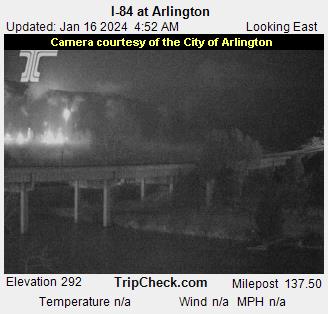 I-84 at Arlington
Updated: Jan 16 2024 4:52 AM Looking East
Camera courtesy of the City of Arlington
Elevation 292 TripCheck.com Milepost 137.50
Temperature n/a Wind n/a MPH n/a